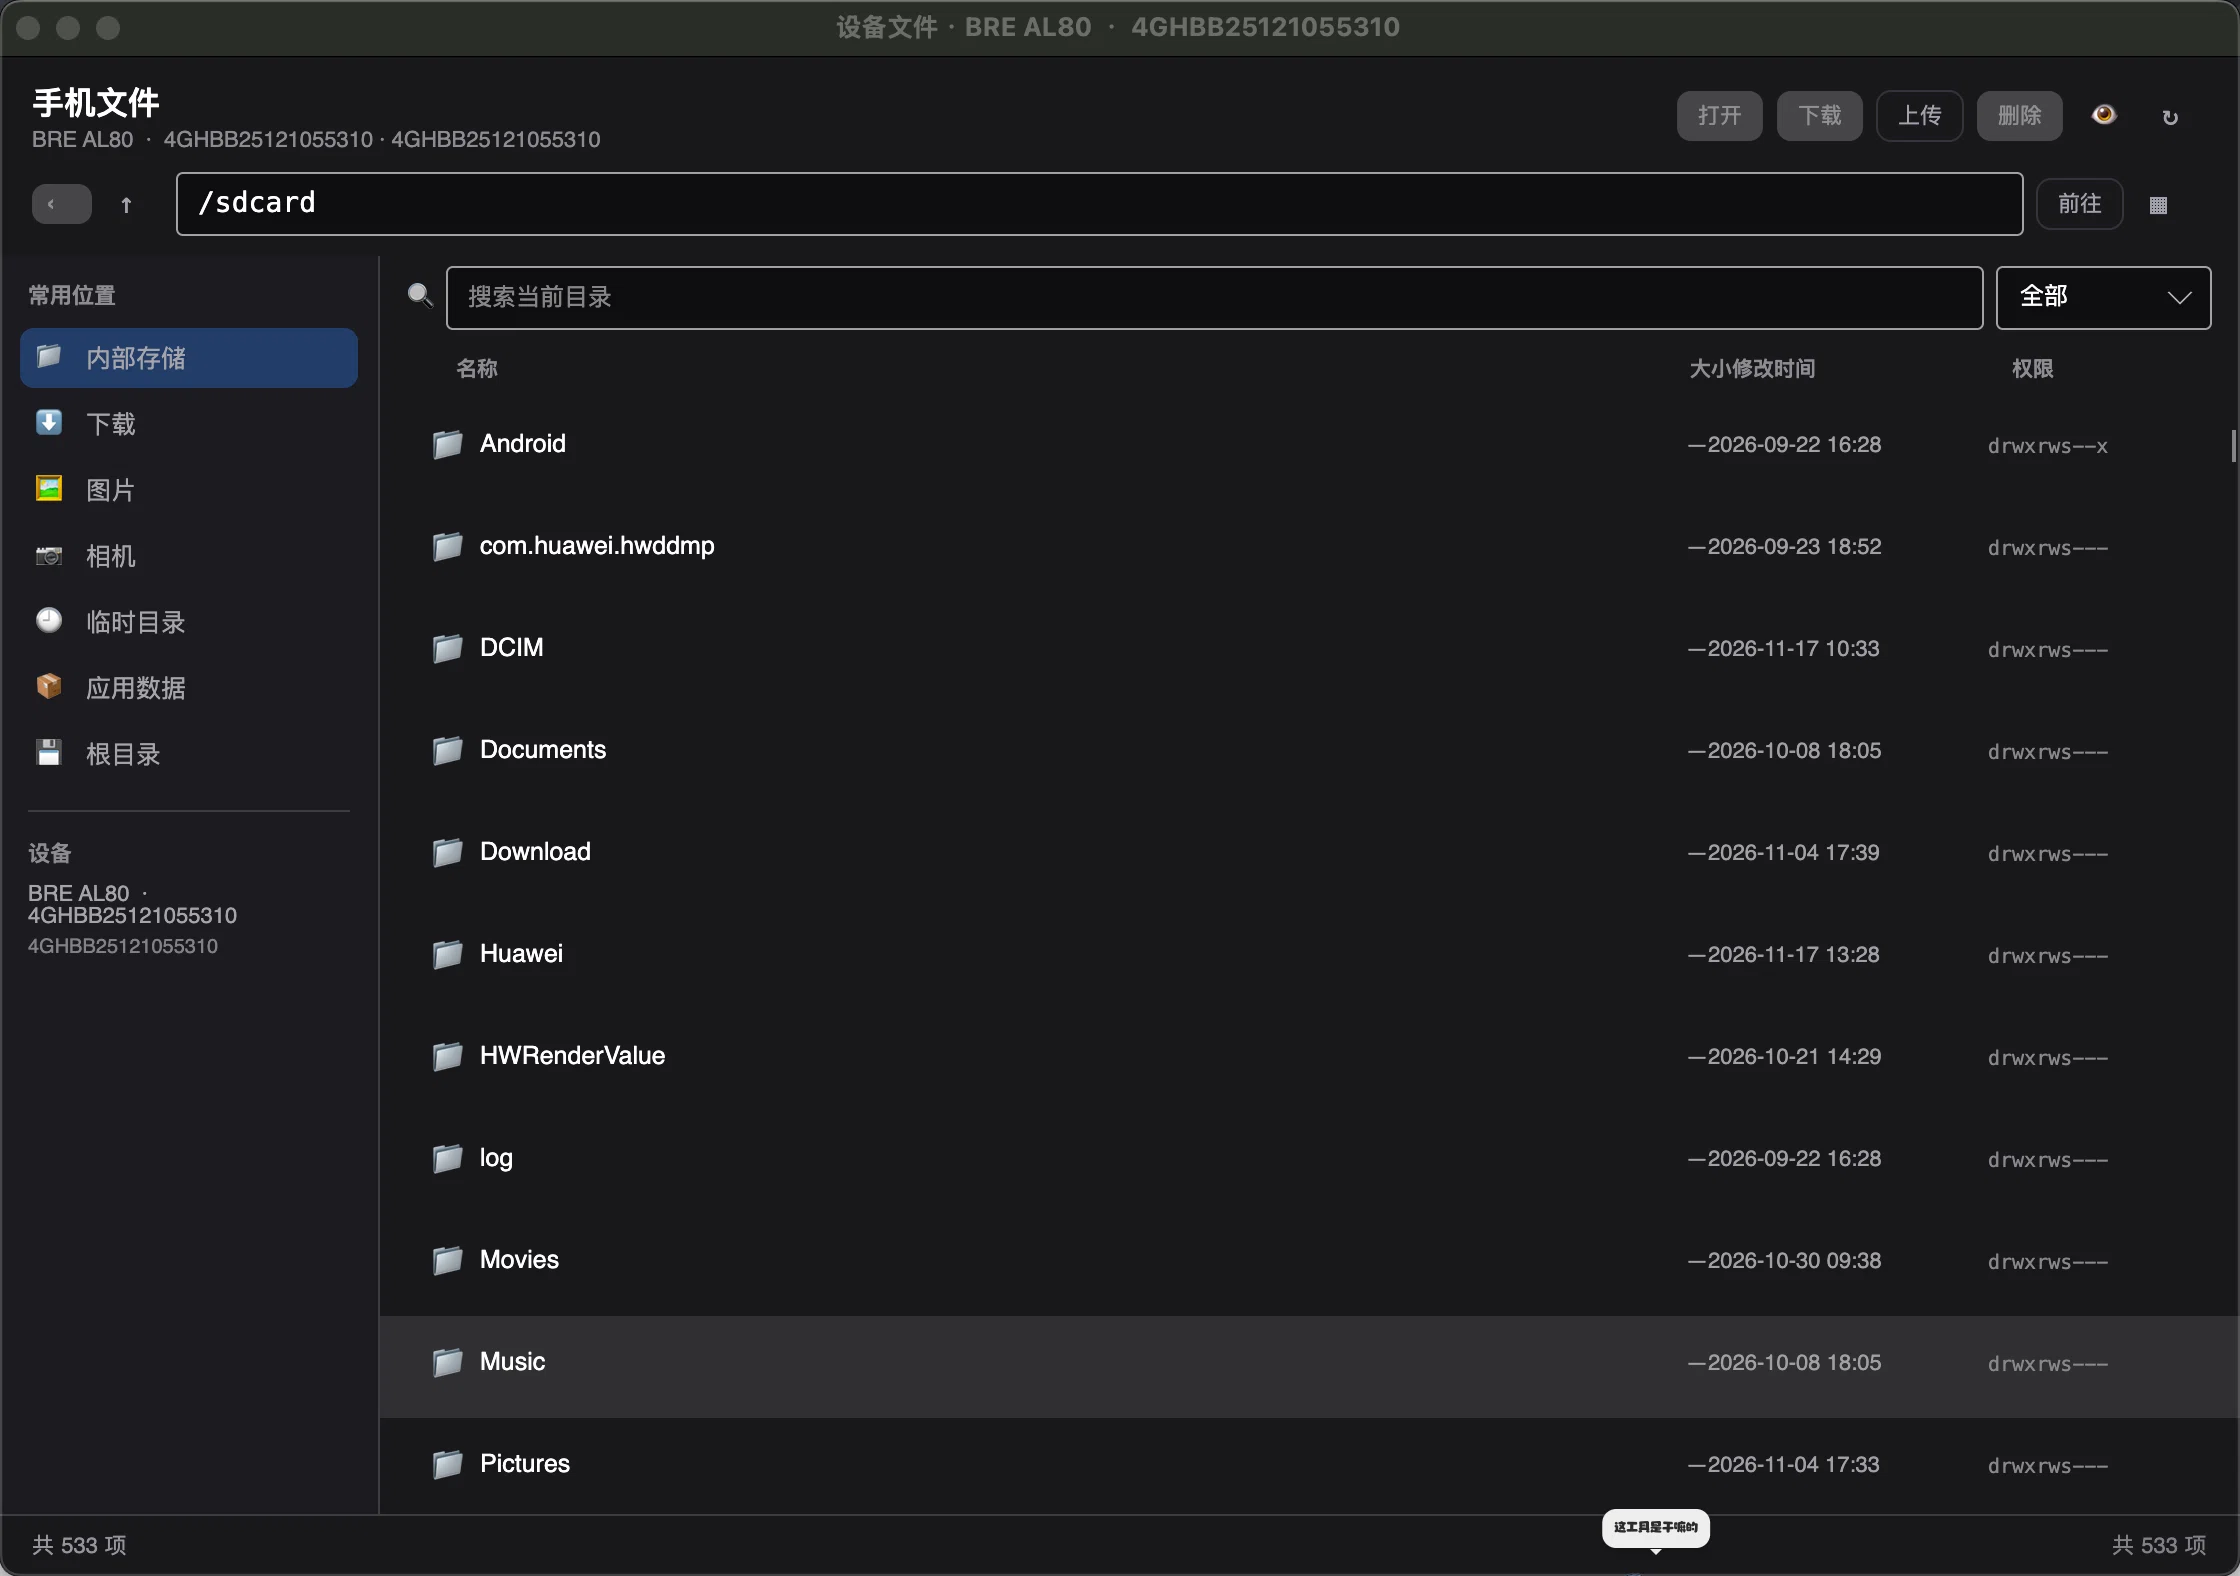 设备文件 · BRE AL80 · 4GHBB25121055310
手机文件
BRE AL80 · 4GHBB25121055310 · 4GHBB25121055310
打开 下载 上传 删除
/sdcard
前往
常用位置
内部存储
下载
图片
相机
临时目录
应用数据
根目录
设备
BRE AL80 ·
4GHBB25121055310
4GHBB25121055310
搜索当前目录
全部
名称 大小修改时间 权限
Android —2026-09-22 16:28 drwxrws--x
com.huawei.hwddmp —2026-09-23 18:52 drwxrws---
DCIM —2026-11-17 10:33 drwxrws---
Documents —2026-10-08 18:05 drwxrws---
Download —2026-11-04 17:39 drwxrws---
Huawei —2026-11-17 13:28 drwxrws---
HWRenderValue —2026-10-21 14:29 drwxrws---
log —2026-09-22 16:28 drwxrws---
Movies —2026-10-30 09:38 drwxrws---
Music —2026-10-08 18:05 drwxrws---
Pictures —2026-11-04 17:33 drwxrws---
这工具是干嘛的
共 533 项 共 533 项